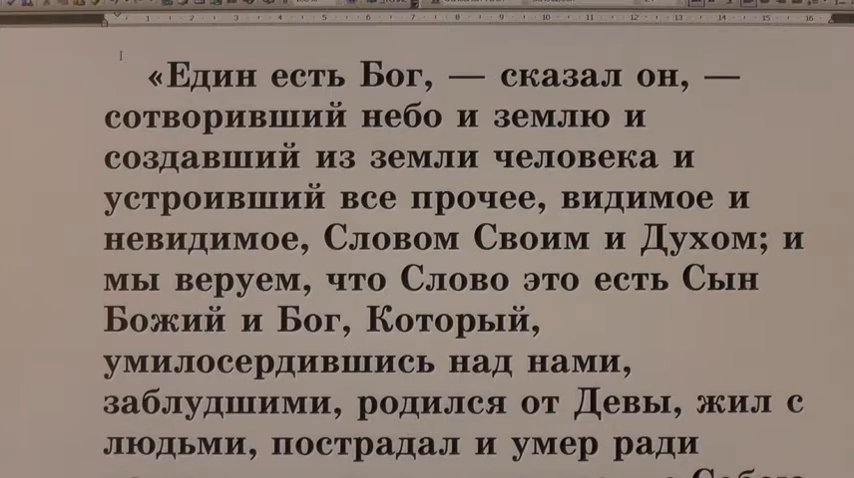 «Един есть Бог, — сказал он, —
сотворивший небо и землю и
создавший из земли человека и
устроивший все прочее, видимое и
невидимое, Словом Своим и Духом; и
мы веруем, что Слово это есть Сын
Божий и Бог, Который,
умилосердившись над нами,
заблудшими, родился от Девы, жил с
людьми, пострадал и умер ради